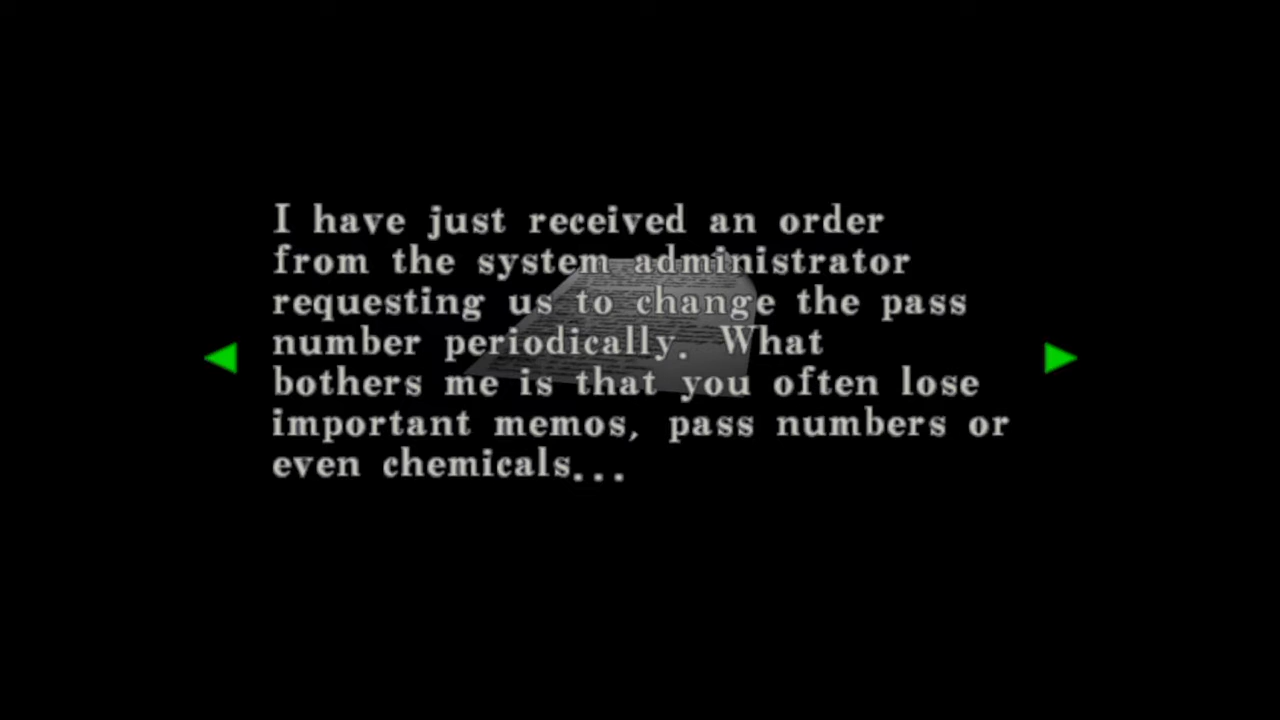 I have just received an order
from the system administrator
requesting us to change the pass
number periodically. What
bothers me is that you often lose
important memos, pass numbers or
even chemicals...